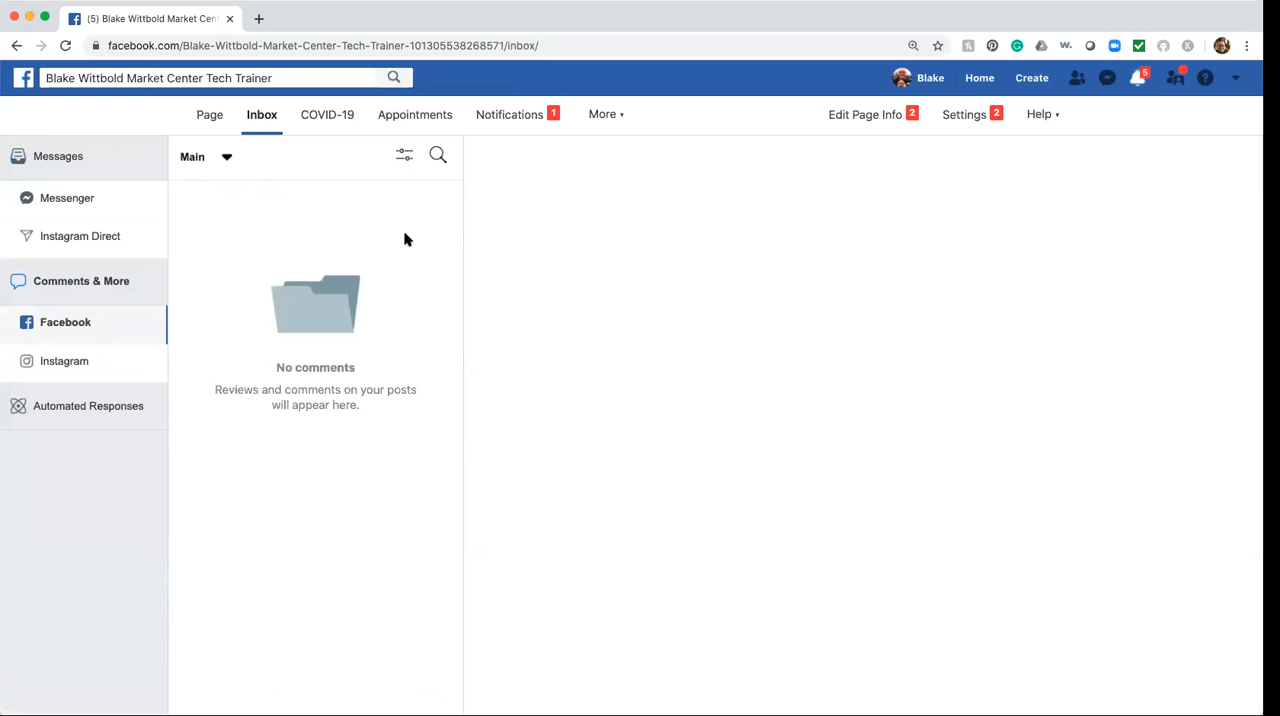 (5) Blake Wittbold Market Cen
facebook.com/Blake-Wittbold-Market-Center-Tech-Trainer-101305538268571/inbox/
Blake Wittbold Market Center Tech Trainer
Blake
Home
Create
5
Page
Inbox
COVID-19
Appointments
Notifications 1
More
Edit Page Info 2
Settings 2
Help
Messages
Main
Messenger
Instagram Direct
Comments & More
Facebook
Instagram
Automated Responses
No comments
Reviews and comments on your posts
will appear here.